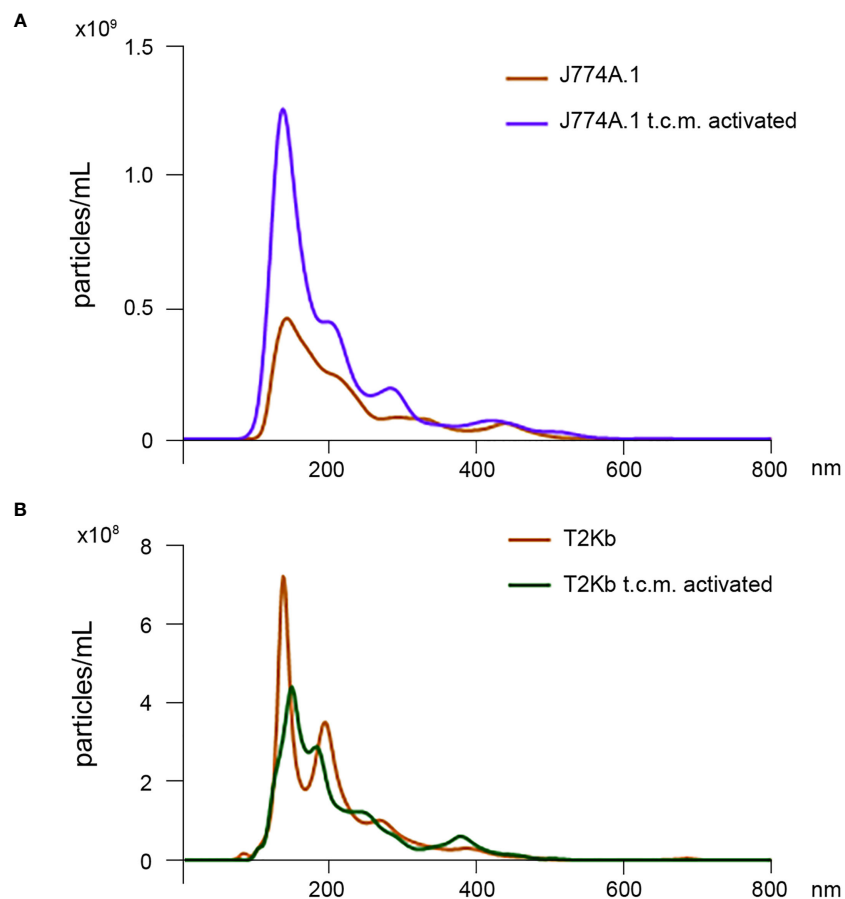 A
x10⁹
1.5
J774A.1
J774A.1 t.c.m. activated
1.0
particles/mL
0.5
0
200 400 600 800 nm
B
x10⁸
8
T2Kb
T2Kb t.c.m. activated
6
particles/mL
4
2
0
200 400 600 800 nm